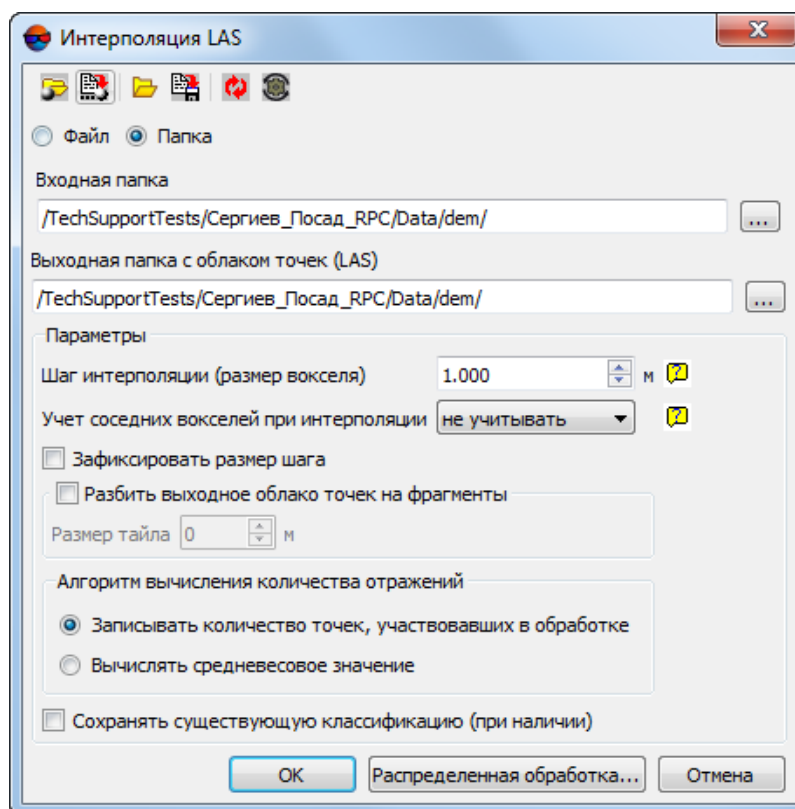 Интерполяция LAS
Файл Папка
Входная папка
/TechSupportTests/Сергиев_Посад_RPC/Data/dem/ ...
Выходная папка с облаком точек (LAS)
/TechSupportTests/Сергиев_Посад_RPC/Data/dem/ ...
Параметры
Шаг интерполяции (размер вокселя) 1.000 м ?
Учет соседних вокселей при интерполяции не учитывать ?
Зафиксировать размер шага
Разбить выходное облако точек на фрагменты
Размер тайла 0 м
Алгоритм вычисления количества отражений
Записывать количество точек, участвовавших в обработке
Вычислять средневесовое значение
Сохранять существующую классификацию (при наличии)
OK Распределенная обработка... Отмена